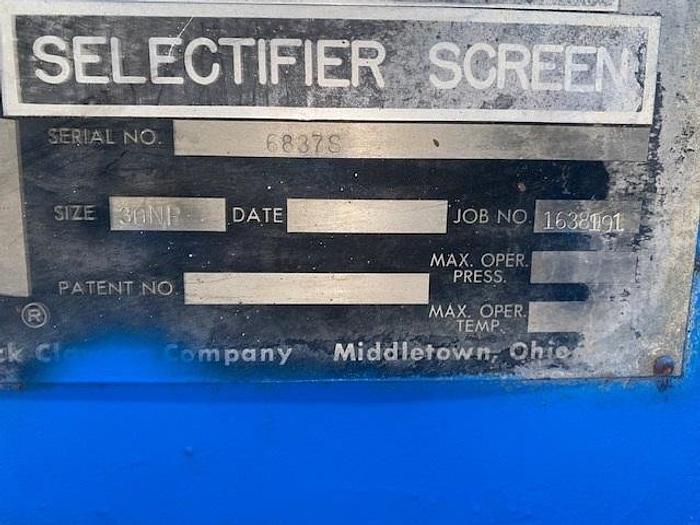 SELECTIFIER SCREEN
SERIAL NO. 6837S
SIZE DATE JOB NO.
MAX. OPER. PRESS.
PATENT NO.
MAX. OPER. TEMP.
®
Company Middletown, Ohio